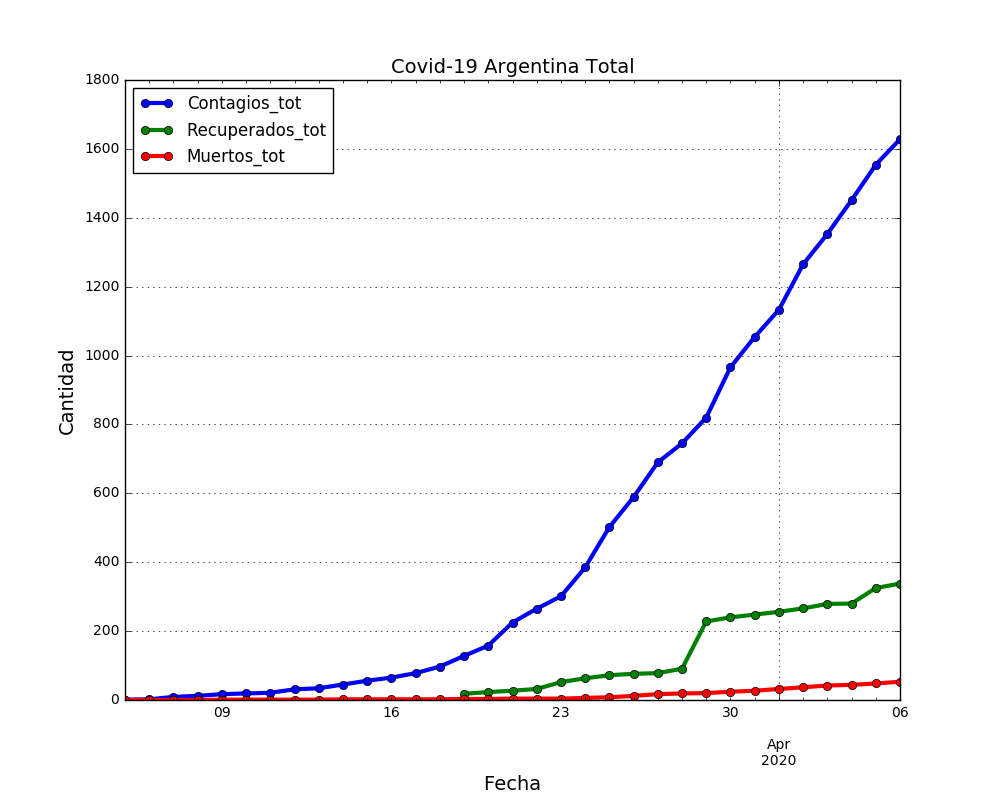 Covid-19 Argentina Total
Contagios_tot
Recuperados_tot
Muertos_tot
1800
1600
1400
1200
1000
800
600
400
200
0
Cantidad
09
16
23
30
06
Apr
2020
Fecha